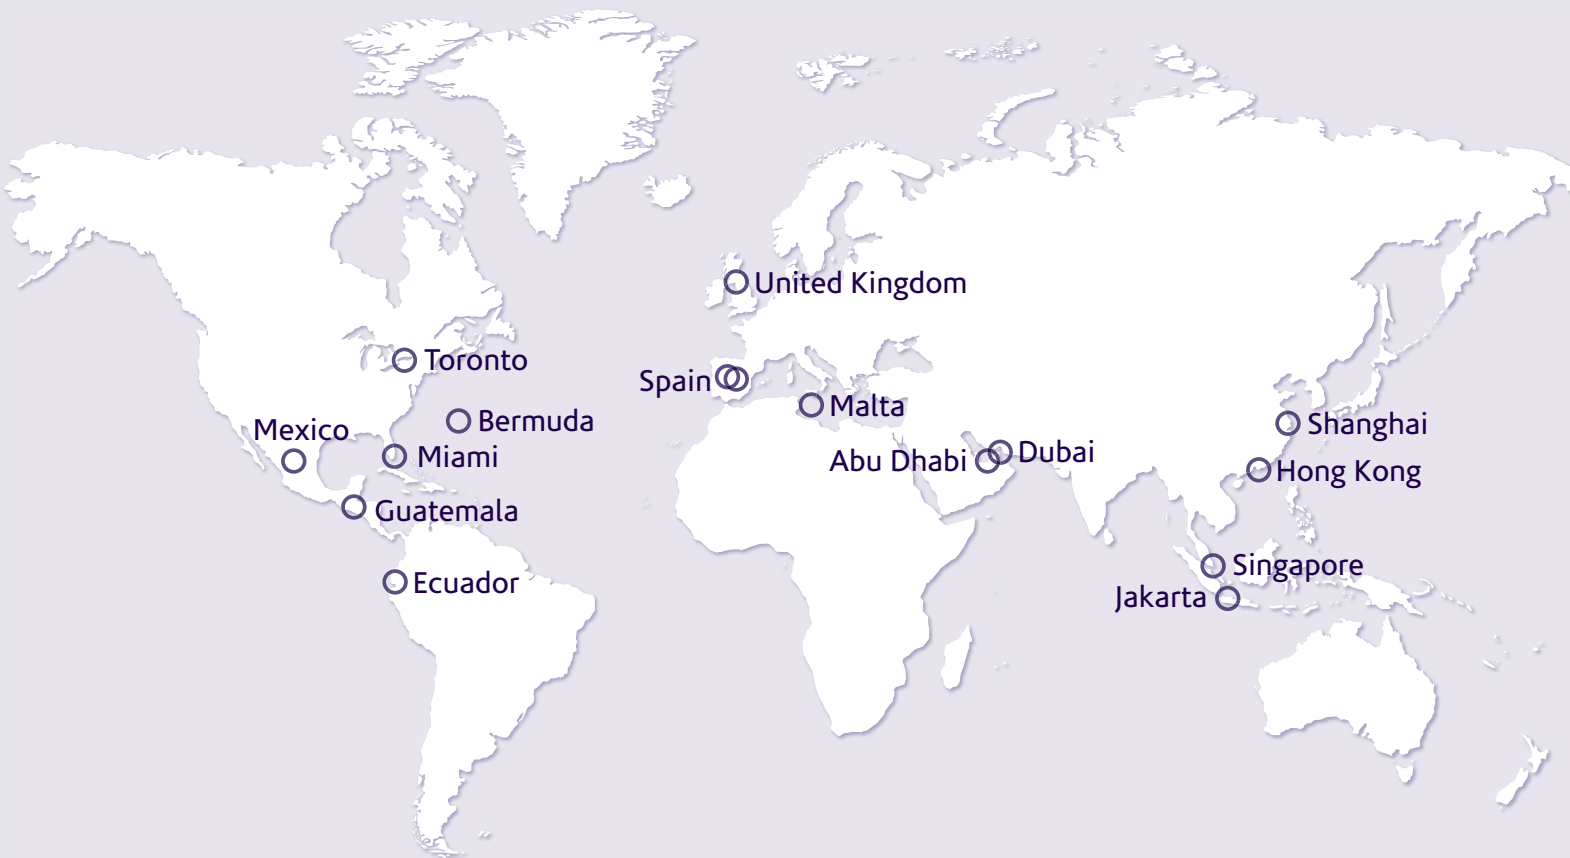 United Kingdom
Toronto
Spain
Malta
Bermuda
Mexico
Miami
Shanghai
Abu Dhabi
Dubai
Hong Kong
Guatemala
Ecuador
Singapore
Jakarta